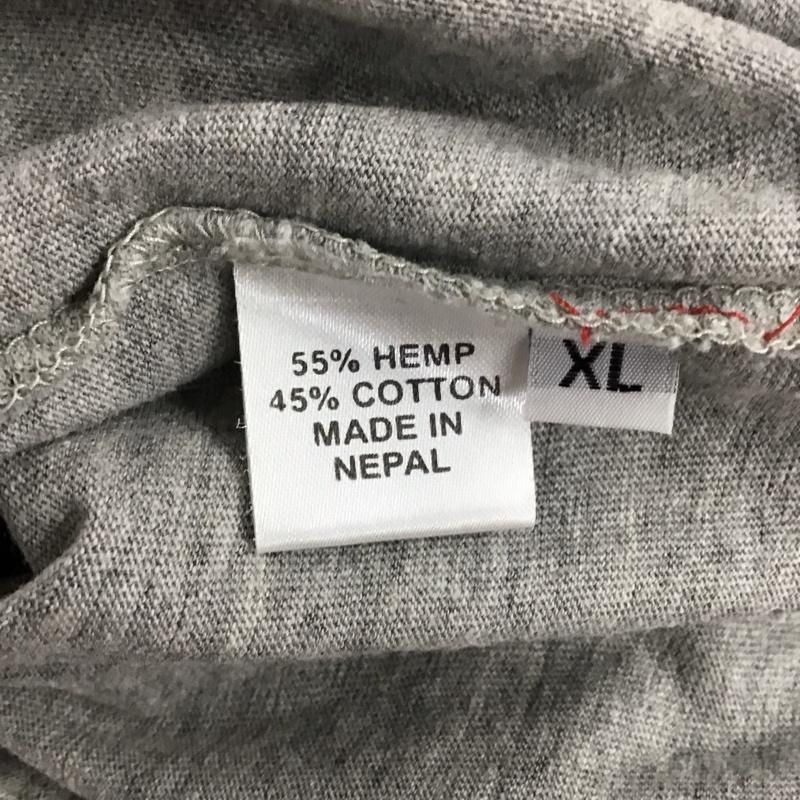 55% HEMP
45% COTTON
MADE IN
NEPAL
XL